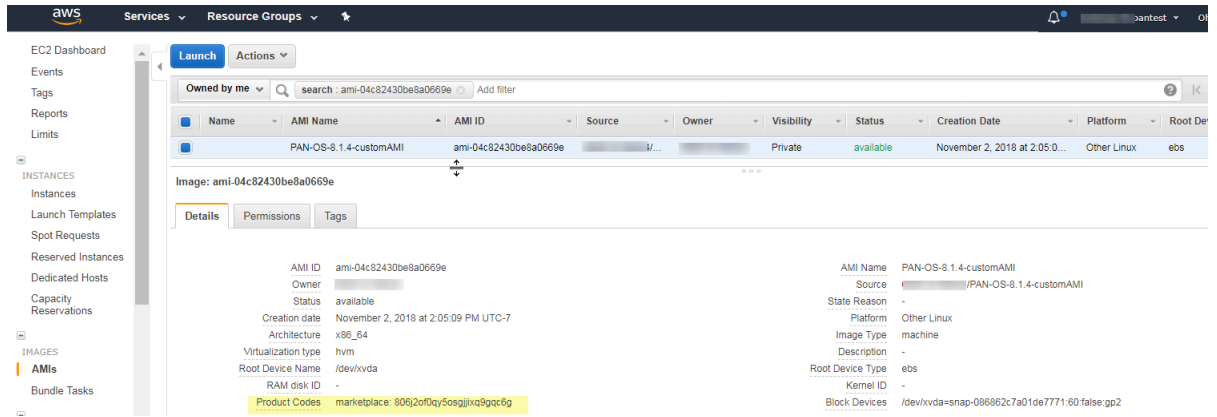 aws Services Resource Groups pantest Oh
EC2 Dashboard
Events
Tags
Reports
Limits
INSTANCES
Instances
Launch Templates
Spot Requests
Reserved Instances
Dedicated Hosts
Capacity
Reservations
IMAGES
AMIs
Bundle Tasks
Launch Actions
Owned by me search : ami-04c82430be8a0669e Add filter
Name AMI Name AMI ID Source Owner Visibility Status Creation Date Platform Root Dev
PAN-OS-8.1.4-customAMI ami-04c82430be8a0669e /... Private available November 2, 2018 at 2:05:0... Other Linux ebs
Image: ami-04c82430be8a0669e
Details Permissions Tags
AMI ID ami-04c82430be8a0669e AMI Name PAN-OS-8.1.4-customAMI
Owner Source /PAN-OS-8.1.4-customAMI
Status available State Reason -
Creation date November 2, 2018 at 2:05:09 PM UTC-7 Platform Other Linux
Architecture x86_64 Image Type machine
Virtualization type hvm Description -
Root Device Name /dev/xvda Root Device Type ebs
RAM disk ID - Kernel ID -
Product Codes marketplace: 806j2of0qy5osgjjixq9gqc6g Block Devices /dev/xvda=snap-086862c7a01de7771:60:false:gp2